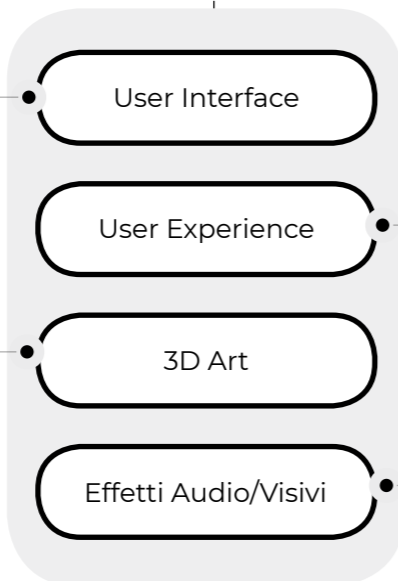 User Interface
User Experience
3D Art
Effetti Audio/Visivi